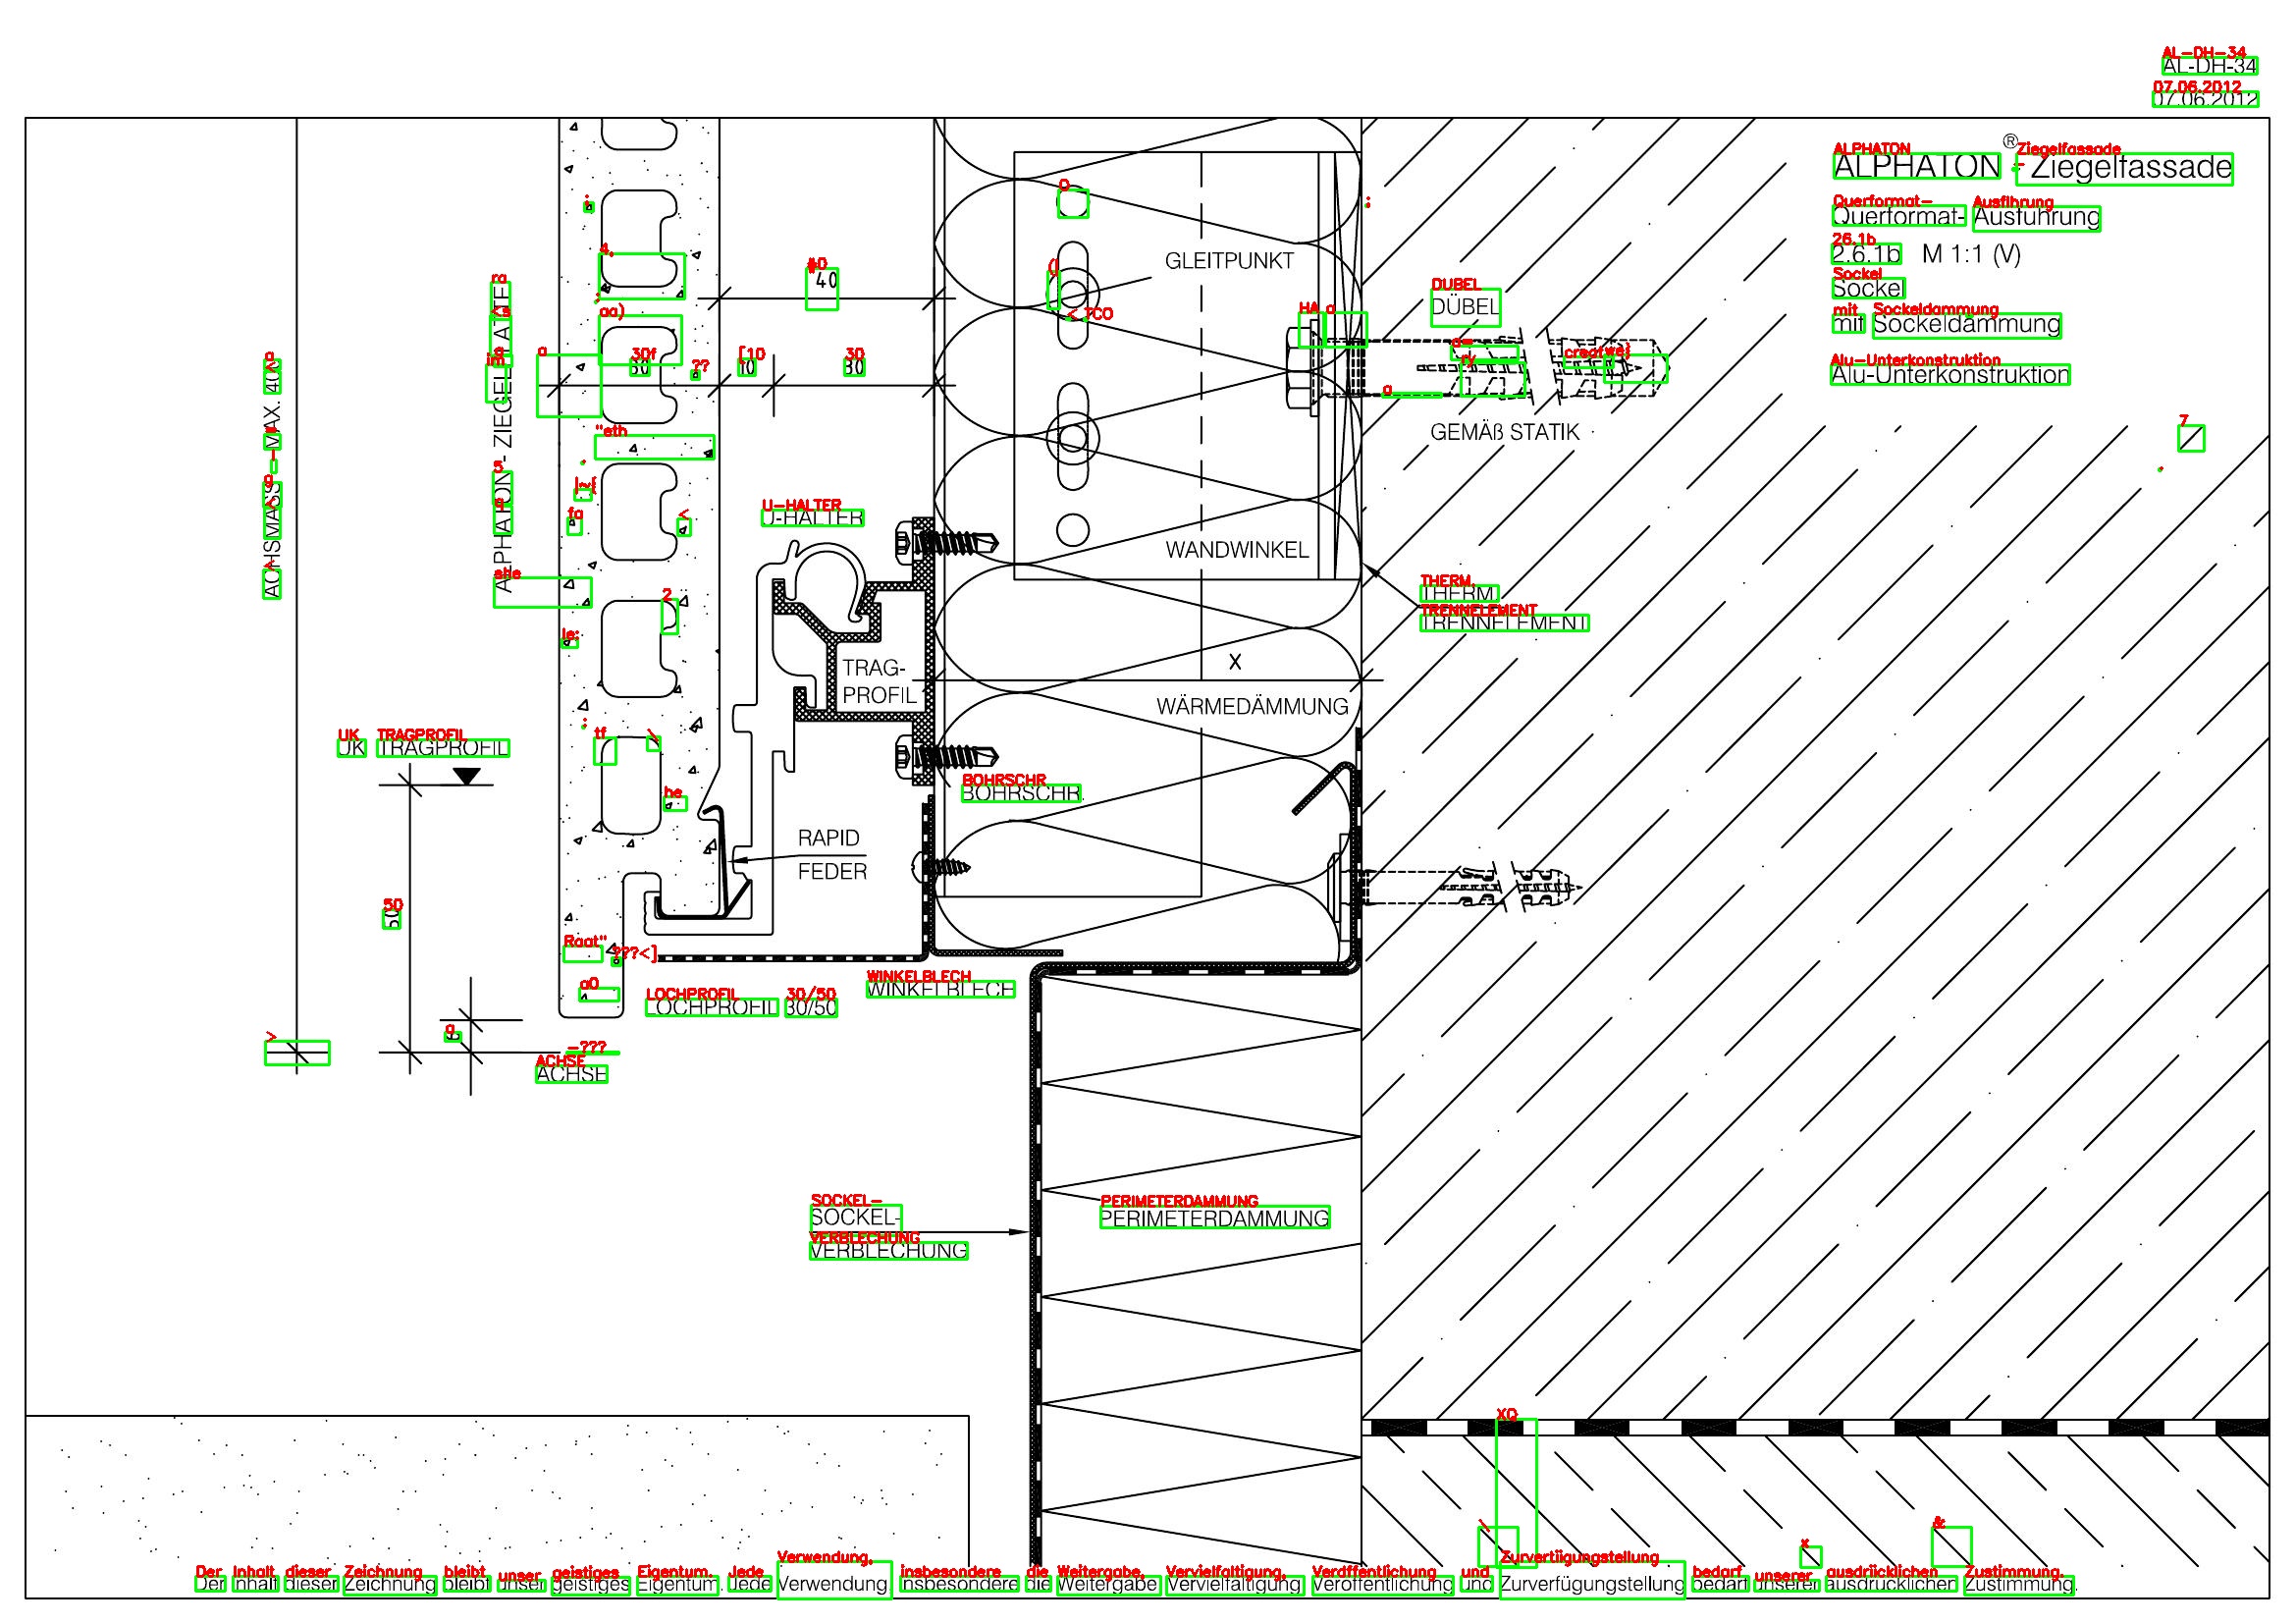 AL-DH-34
07.06.2012
ALPHATON® - Ziegelfassade
Querformat- Ausführung
2.6.1b M 1:1 (V)
Sockel
mit Sockeldämmung
Alu-Unterkonstruktion
ACHSMASS - MAX. 400
ALPHATON - ZIEGELPLATTE
40
30
10
30
GLEITPUNKT
DÜBEL
GEMÄß STATIK
U-HALTER
WANDWINKEL
THERM.
TRENNELEMENT
TRAG-
PROFIL
X
WÄRMEDÄMMUNG
UK TRAGPROFIL
BOHRSCHR.
RAPID
FEDER
50
6
WINKELBLECH
LOCHPROFIL 30/50
ACHSE
SOCKEL-
VERBLECHUNG
PERIMETERDÄMMUNG
Der Inhalt dieser Zeichnung bleibt unser geistiges Eigentum. Jede Verwendung, insbesondere die Weitergabe, Vervielfältigung, Veröffentlichung und Zurverfügungstellung bedarf unserer ausdrücklichen Zustimmung.